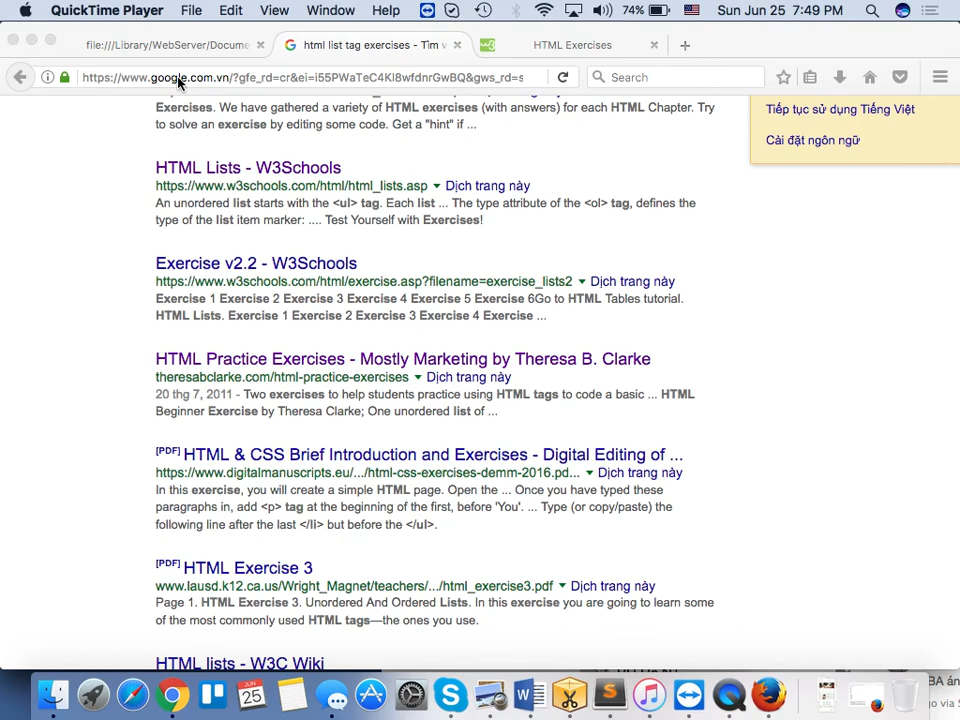 QuickTime Player File Edit View Window Help 74% Sun Jun 25 7:49 PM
file:///Library/WebServer/Docume × html list tag exercises - Tìm v × HTML Exercises × +
https://www.google.com.vn/?gfe_rd=cr&ei=i55PWaTeC4Kl8wfdnrGwBQ&gws_rd=s Search
Exercises. We have gathered a variety of HTML exercises (with answers) for each HTML Chapter. Try
to solve an exercise by editing some code. Get a "hint" if ...
Tiếp tục sử dụng Tiếng Việt
Cài đặt ngôn ngữ
HTML Lists - W3Schools
https://www.w3schools.com/html/html_lists.asp Dịch trang này
An unordered list starts with the <ul> tag. Each list ... The type attribute of the <ol> tag, defines the
type of the list item marker: .... Test Yourself with Exercises!
Exercise v2.2 - W3Schools
https://www.w3schools.com/html/exercise.asp?filename=exercise_lists2 Dịch trang này
Exercise 1 Exercise 2 Exercise 3 Exercise 4 Exercise 5 Exercise 6Go to HTML Tables tutorial.
HTML Lists. Exercise 1 Exercise 2 Exercise 3 Exercise 4 Exercise ...
HTML Practice Exercises - Mostly Marketing by Theresa B. Clarke
theresabclarke.com/html-practice-exercises Dịch trang này
20 thg 7, 2011 - Two exercises to help students practice using HTML tags to code a basic ... HTML
Beginner Exercise by Theresa Clarke; One unordered list of ...
[PDF] HTML & CSS Brief Introduction and Exercises - Digital Editing of ...
https://www.digitalmanuscripts.eu/.../html-css-exercises-demm-2016.pd... Dịch trang này
In this exercise, you will create a simple HTML page. Open the ... Once you have typed these
paragraphs in, add <p> tag at the beginning of the first, before 'You'. ... Type (or copy/paste) the
following line after the last </li> but before the </ul>.
[PDF] HTML Exercise 3
www.lausd.k12.ca.us/Wright_Magnet/teachers/.../html_exercise3.pdf Dịch trang này
Page 1. HTML Exercise 3. Unordered And Ordered Lists. In this exercise you are going to learn some
of the most commonly used HTML tags—the ones you use.
HTML lists - W3C Wiki
JUN
25